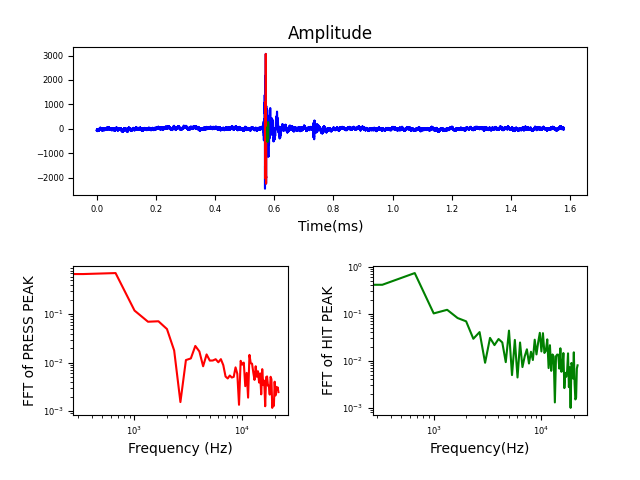 Amplitude
3000
2000
1000
0
−1000
−2000
0.0 0.2 0.4 0.6 0.8 1.0 1.2 1.4 1.6
Time(ms)
FFT of PRESS PEAK
10⁻¹
10⁻²
10⁻³
10³ 10⁴
Frequency (Hz)
FFT of HIT PEAK
10⁰
10⁻¹
10⁻²
10⁻³
10³ 10⁴
Frequency(Hz)